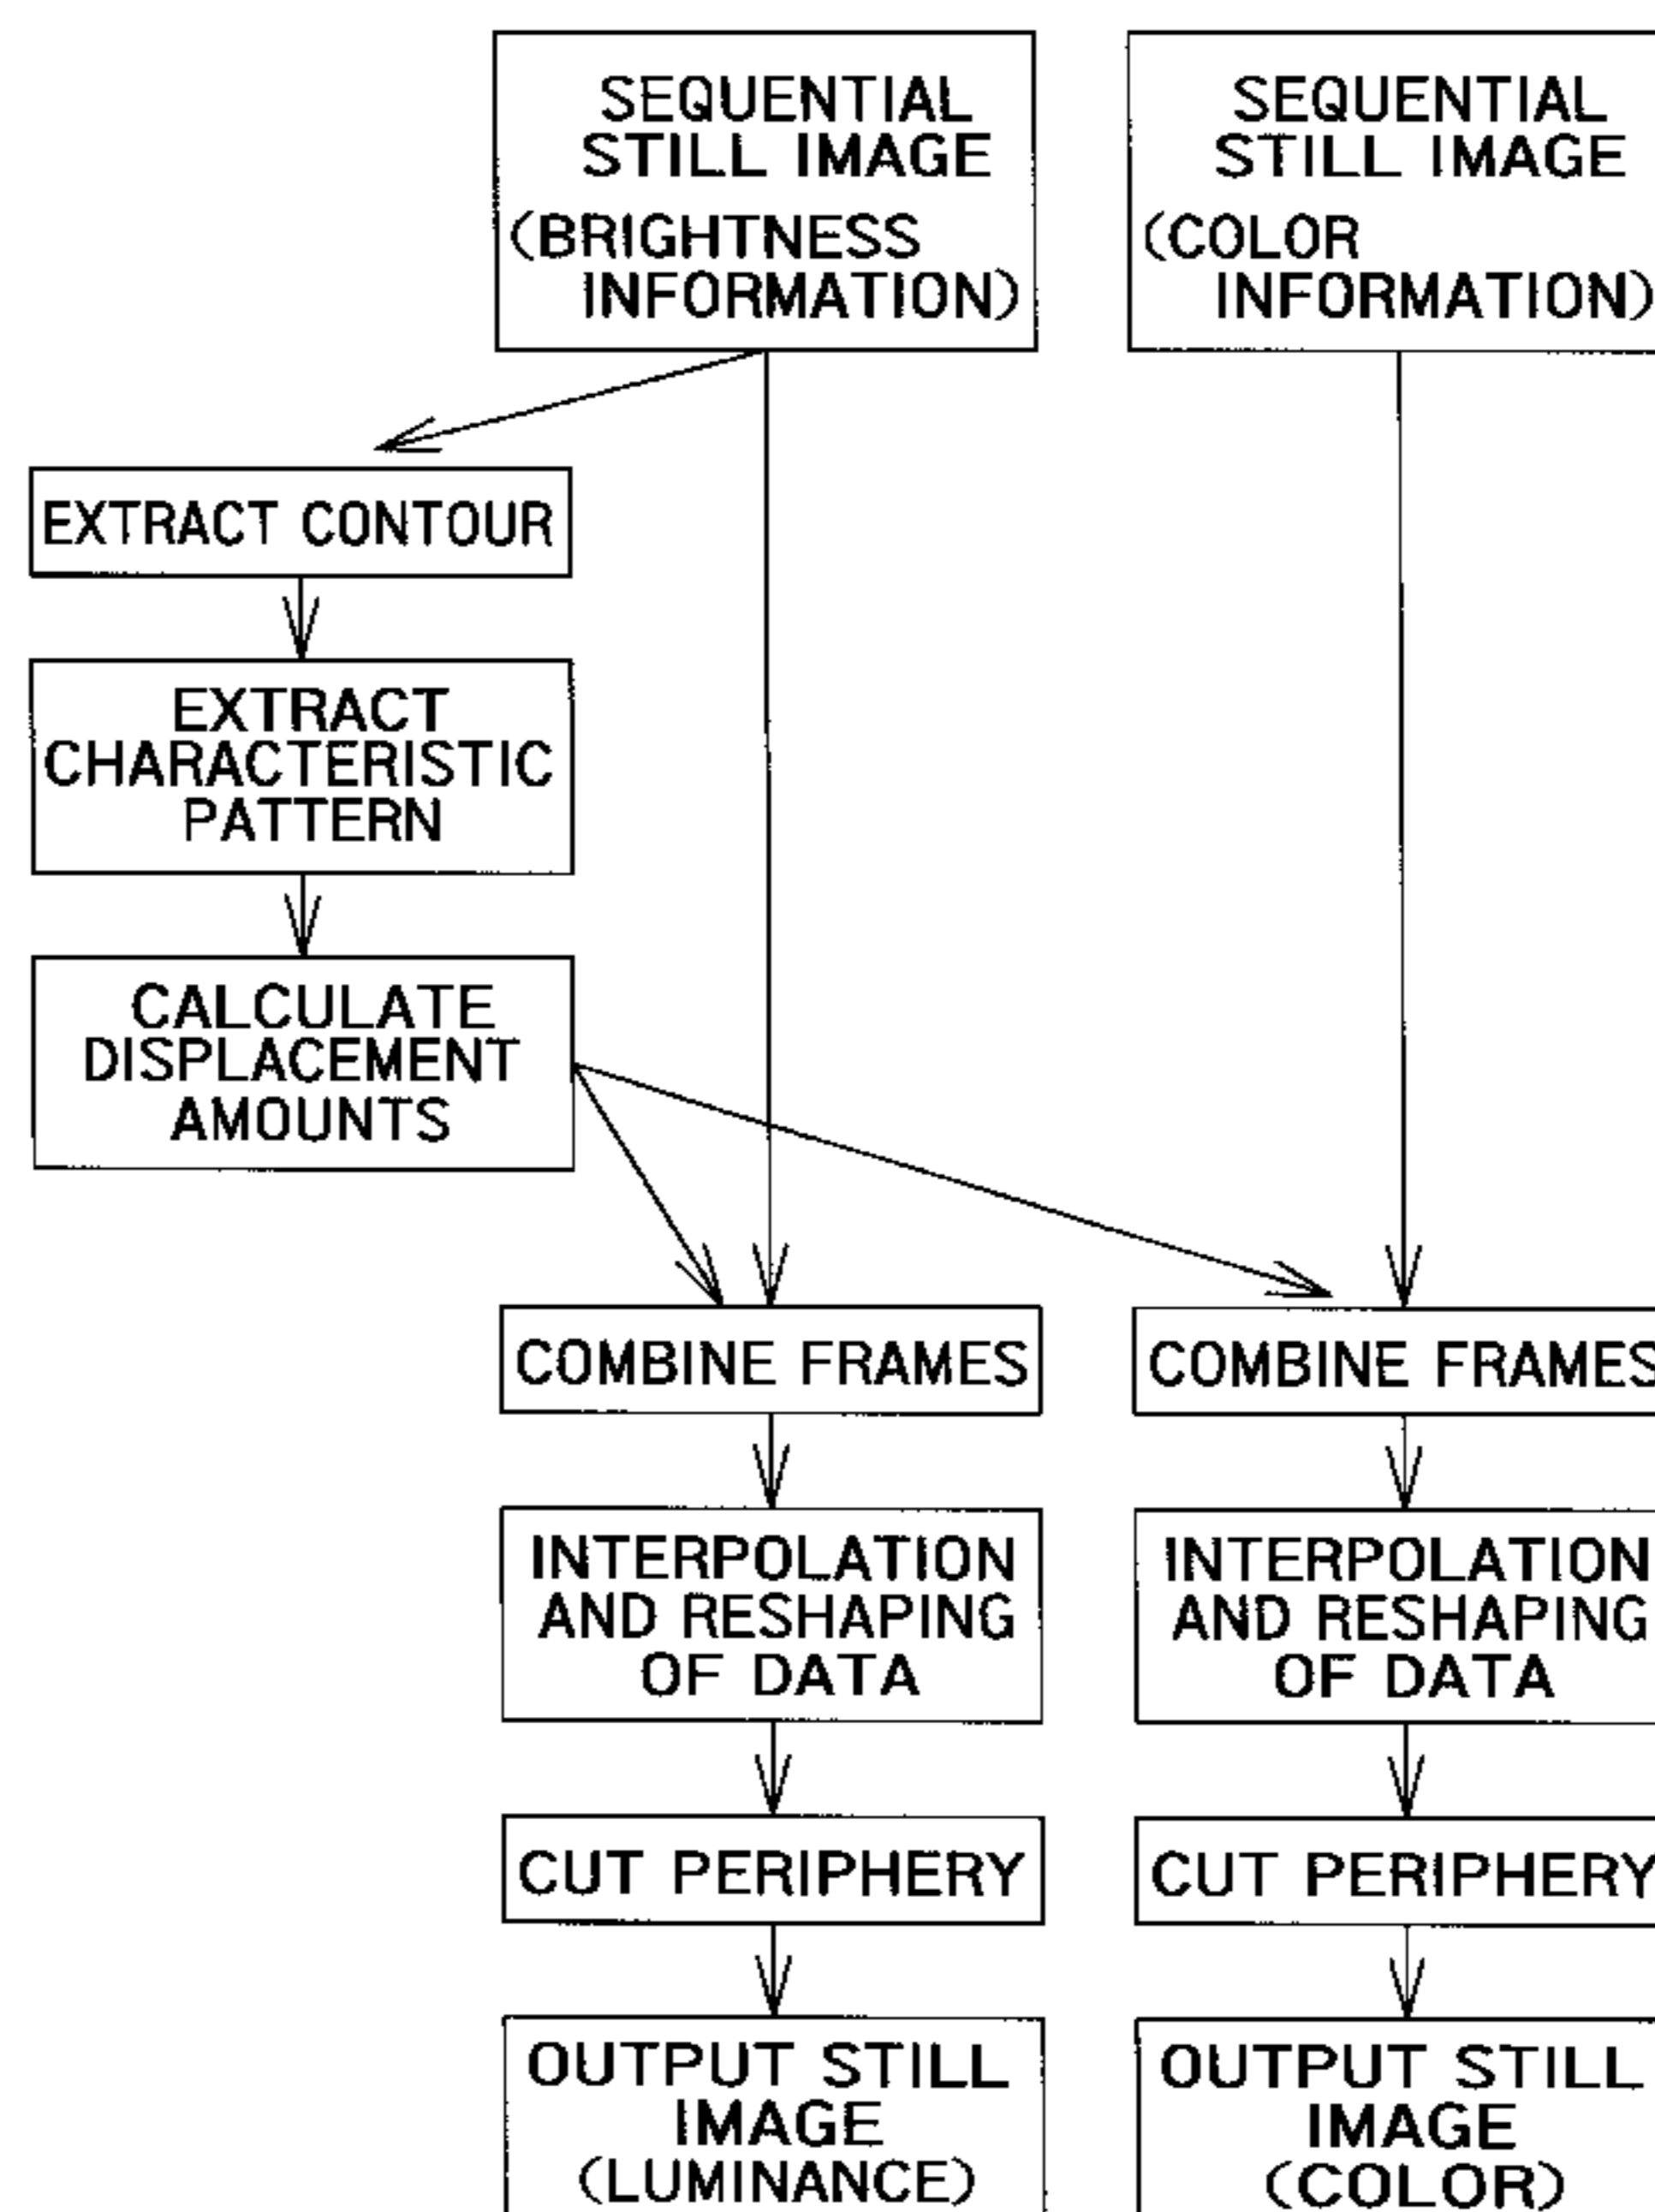 SEQUENTIAL
STILL IMAGE
(BRIGHTNESS
INFORMATION)
SEQUENTIAL
STILL IMAGE
(COLOR
INFORMATION)
EXTRACT CONTOUR
EXTRACT
CHARACTERISTIC
PATTERN
CALCULATE
DISPLACEMENT
AMOUNTS
COMBINE FRAMES
COMBINE FRAMES
INTERPOLATION
AND RESHAPING
OF DATA
INTERPOLATION
AND RESHAPING
OF DATA
CUT PERIPHERY
CUT PERIPHERY
OUTPUT STILL
IMAGE
(LUMINANCE)
OUTPUT STILL
IMAGE
(COLOR)